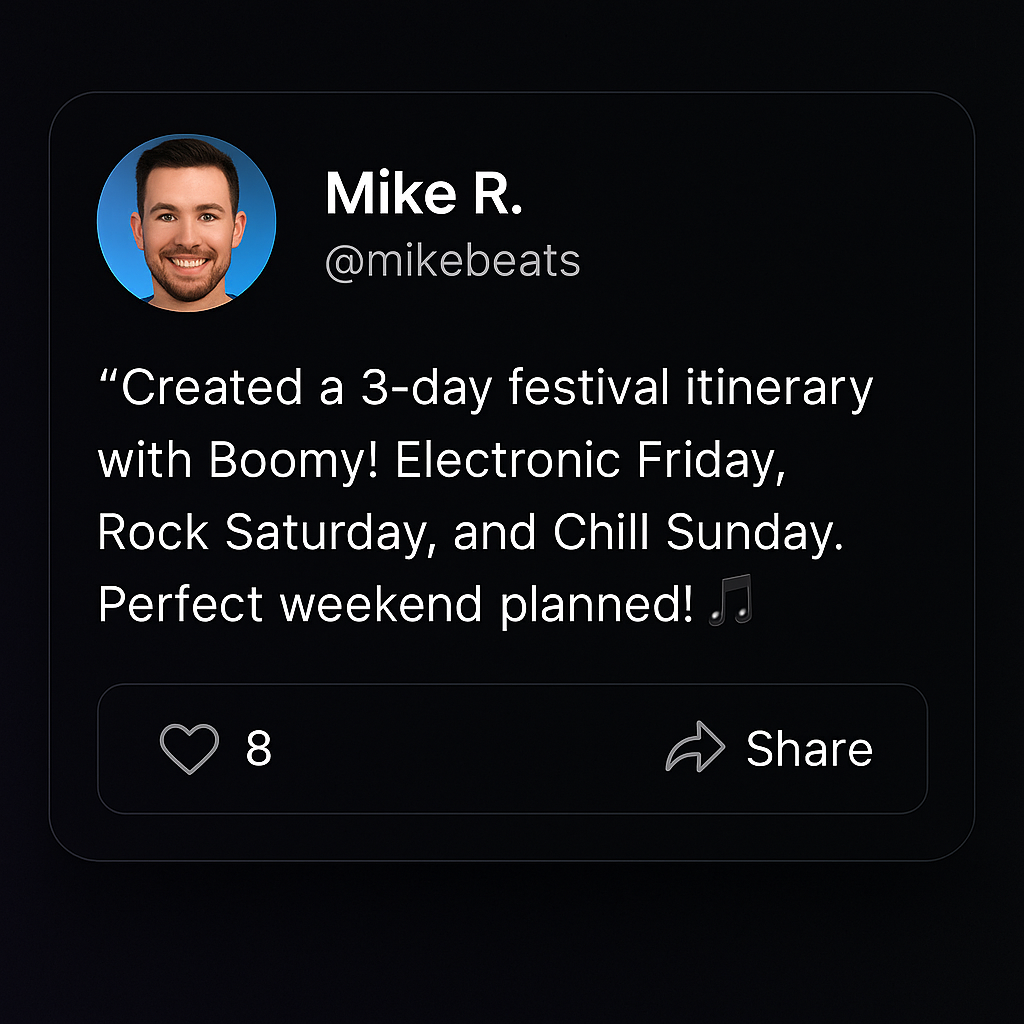 Mike R.
@mikebeats
“Created a 3-day festival itinerary
with Boomy! Electronic Friday,
Rock Saturday, and Chill Sunday.
Perfect weekend planned! 🎵
8
Share